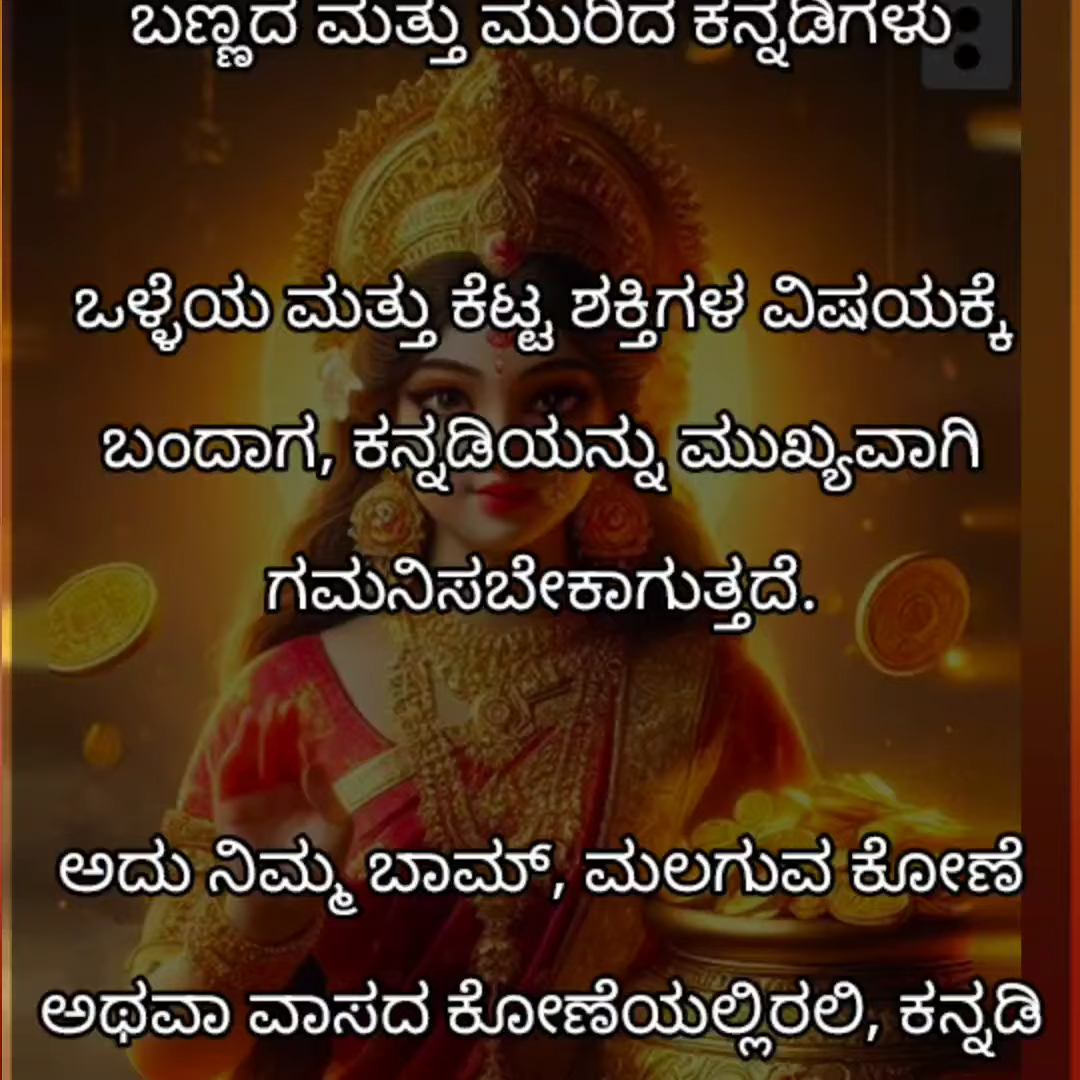 ಬಣ್ಣದ ಮತ್ತು ಮುರಿದ ಕನ್ನಡಿಗಳು
ಒಳ್ಳೆಯ ಮತ್ತು ಕೆಟ್ಟ ಶಕ್ತಿಗಳ ವಿಷಯಕ್ಕೆ
ಬಂದಾಗ, ಕನ್ನಡಿಯನ್ನು ಮುಖ್ಯವಾಗಿ
ಗಮನಿಸಬೇಕಾಗುತ್ತದೆ.
ಅದು ನಿಮ್ಮ ಬಾಮ್, ಮಲಗುವ ಕೋಣೆ
ಅಥವಾ ವಾಸದ ಕೋಣೆಯಲ್ಲಿರಲಿ, ಕನ್ನಡಿ